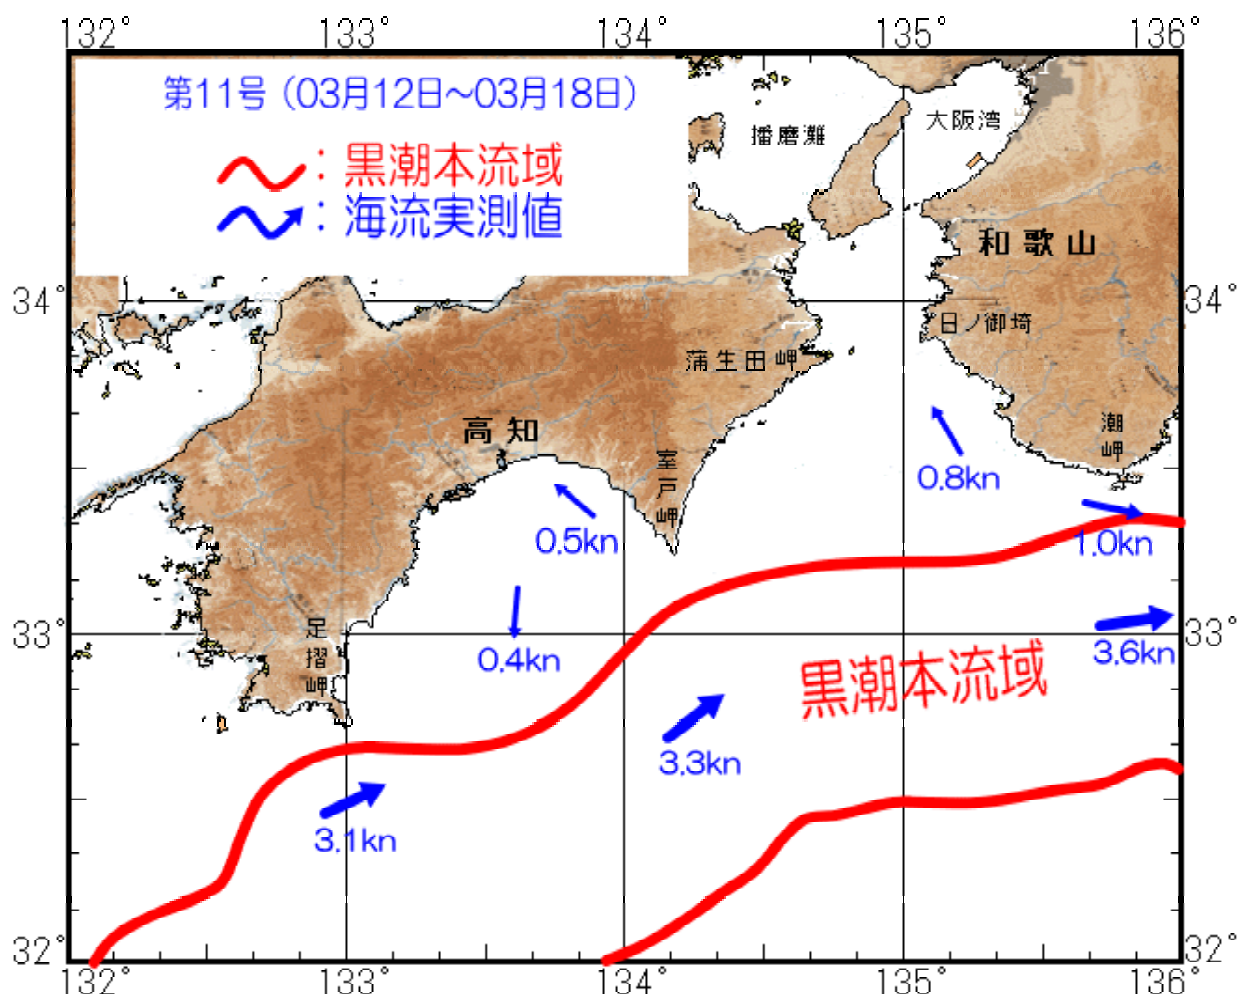 132° 133° 134° 135° 136°
第11号（03月12日～03月18日）
：黒潮本流域
：海流実測値
播磨灘
大阪湾
和歌山
34°
34°
日ノ御埼
蒲生田岬
潮岬
高知
室戸岬
0.8kn
0.5kn
1.0kn
足摺岬
33°
33°
0.4kn
3.6kn
黒潮本流域
3.3kn
3.1kn
32°
32°
132° 133° 134° 135° 136°